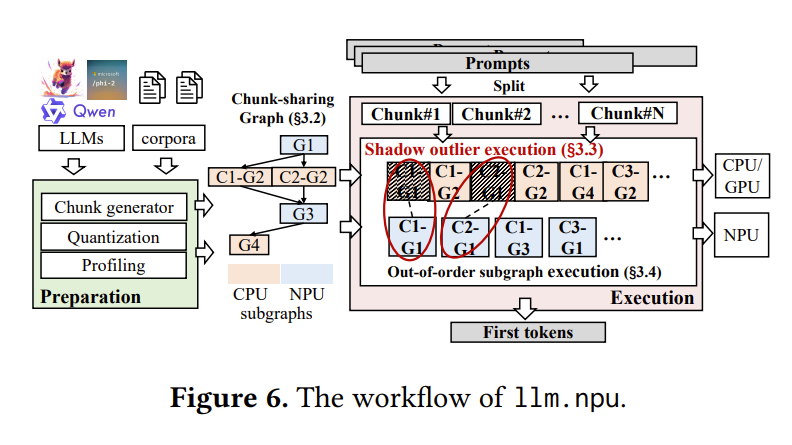 Prompts
Split
microsoft
/phi-2
Qwen
LLMs
corpora
Chunk generator
Quantization
Profiling
Preparation
Chunk-sharing
Graph (§3.2)
G1
C1-G2
C2-G2
G3
G4
CPU
NPU
subgraphs
Chunk#1
Chunk#2
...
Chunk#N
Shadow outlier execution (§3.3)
C1-
G1
C1-
G2
G1
C2-
G2
C1-
G4
C3-
G2
...
C1-
G1
C2-
G1
C1-
G3
C3-
G1
...
Out-of-order subgraph execution (§3.4)
Execution
CPU/
GPU
NPU
First tokens
Figure 6. The workflow of llm.npu.